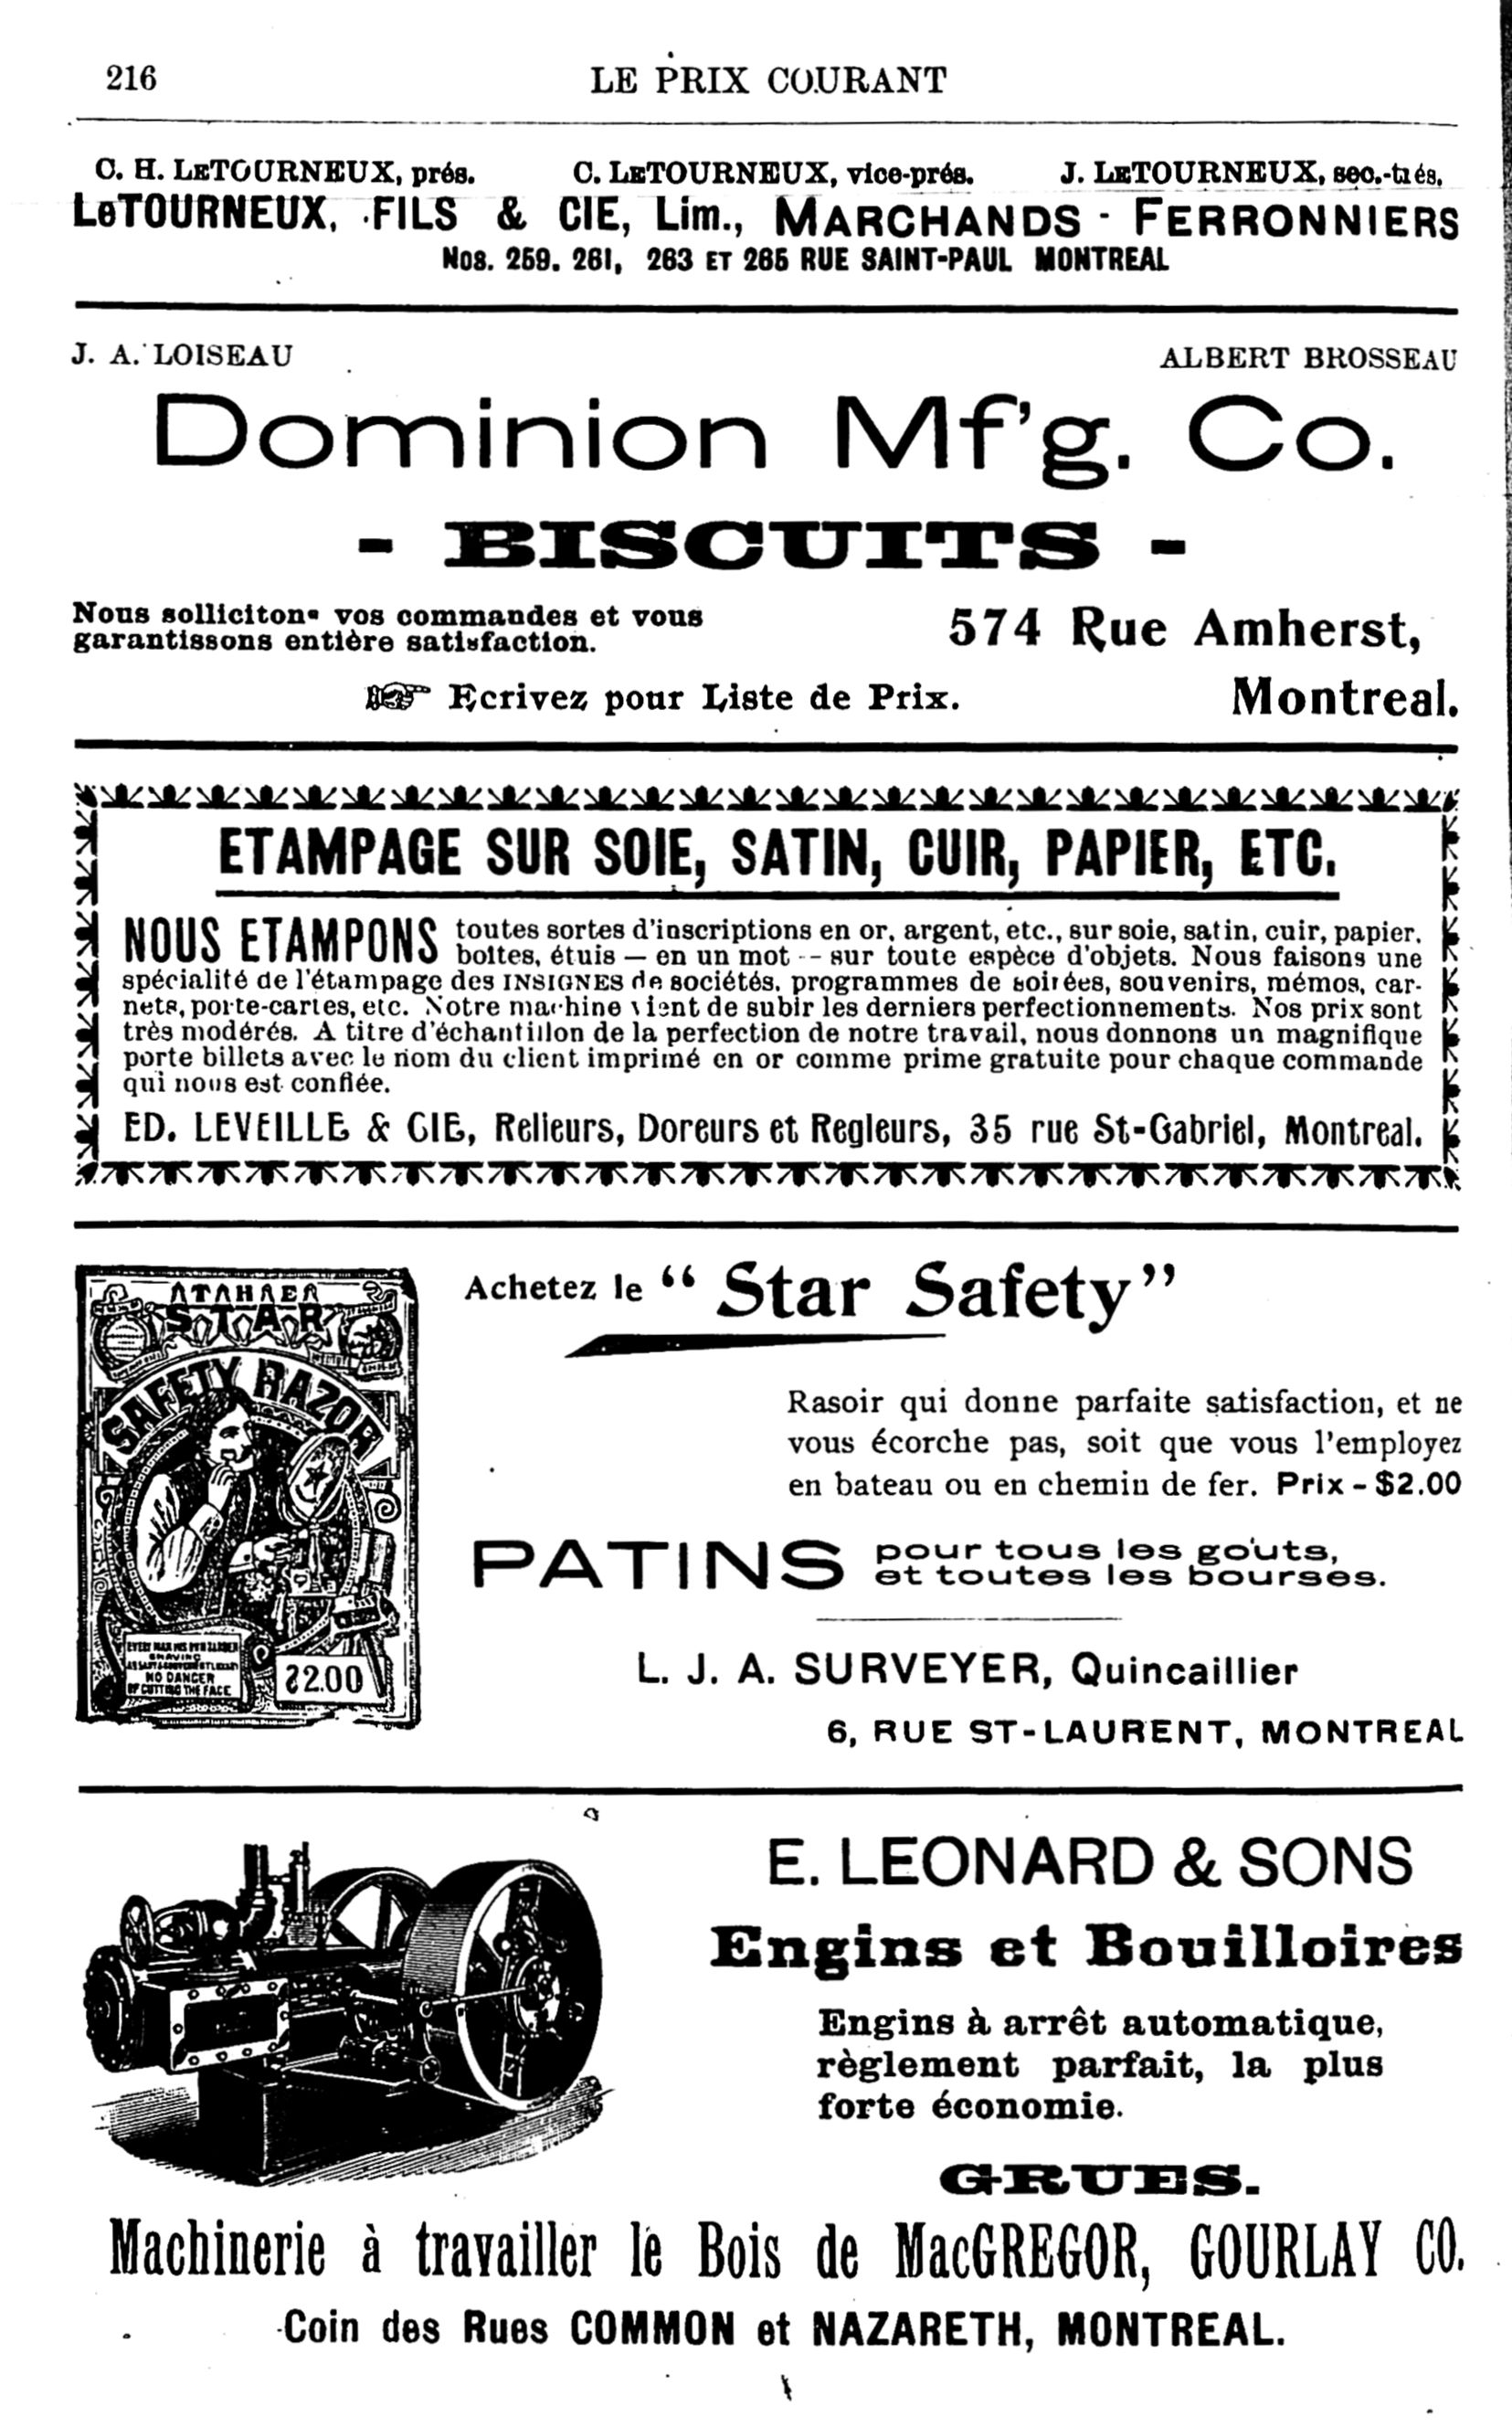 216
LE PRIX COURANT
C. H. LETOURNEUX, prés. C. LETOURNEUX, vice-prés. J. LETOURNEUX, sec.-trés.
LeTOURNEUX, FILS & CIE, Lim., MARCHANDS - FERRONNIERS
Nos. 259. 261, 263 ET 265 RUE SAINT-PAUL MONTREAL
J. A. LOISEAU ALBERT BROSSEAU
Dominion Mf'g. Co.
- BISCUITS -
Nous sollicitons vos commandes et vous
garantissons entière satisfaction.
574 Rue Amherst,
☞ Ecrivez pour Liste de Prix.
Montreal.
ETAMPAGE SUR SOIE, SATIN, CUIR, PAPIER, ETC.
NOUS ETAMPONS toutes sortes d'inscriptions en or, argent, etc., sur soie, satin, cuir, papier,
boîtes, étuis — en un mot -- sur toute espèce d'objets. Nous faisons une
spécialité de l'étampage des INSIGNES de sociétés, programmes de soirées, souvenirs, mémos, car-
nets, porte-cartes, etc. Notre machine vient de subir les derniers perfectionnements. Nos prix sont
très modérés. A titre d'échantillon de la perfection de notre travail, nous donnons un magnifique
porte billets avec le nom du client imprimé en or comme prime gratuite pour chaque commande
qui nous est confiée.
ED. LEVEILLE & CIE, Relieurs, Doreurs et Regleurs, 35 rue St-Gabriel, Montreal.
STAR
SAFETY RAZOR
NO DANGER
OF CUTTING THE FACE
$2.00
Achetez le “ Star Safety”
Rasoir qui donne parfaite satisfaction, et ne
vous écorche pas, soit que vous l'employez
en bateau ou en chemin de fer. Prix - $2.00
PATINS pour tous les goûts,
et toutes les bourses.
L. J. A. SURVEYER, Quincaillier
6, RUE ST-LAURENT, MONTREAL
E. LEONARD & SONS
Engins et Bouilloires
Engins à arrêt automatique,
règlement parfait, la plus
forte économie.
GRUES.
Machinerie à travailler le Bois de MacGREGOR, GOURLAY CO.
Coin des Rues COMMON et NAZARETH, MONTREAL.